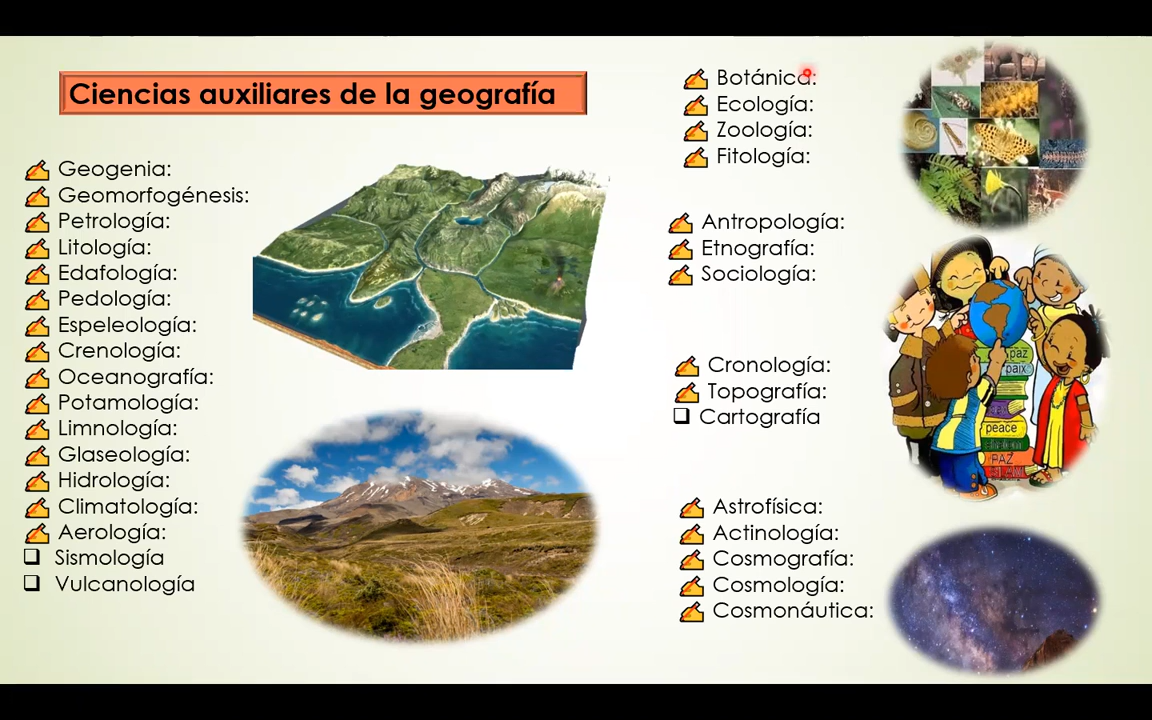 Ciencias auxiliares de la geografía
Geogenia:
Geomorfogénesis:
Petrología:
Litología:
Edafología:
Pedología:
Espeleología:
Crenología:
Oceanografía:
Potamología:
Limnología:
Glaseología:
Hidrología:
Climatología:
Aerología:
Sismología
Vulcanología
Botánica:
Ecología:
Zoología:
Fitología:
Antropología:
Etnografía:
Sociología:
Cronología:
Topografía:
Cartografía
Astrofísica:
Actinología:
Cosmografía:
Cosmología:
Cosmonáutica:
paz
paix
peace
PAZ